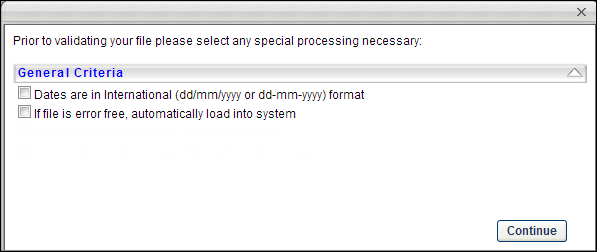 Prior to validating your file please select any special processing necessary:
General Criteria
Dates are in International (dd/mm/yyyy or dd-mm-yyyy) format
If file is error free, automatically load into system
Continue